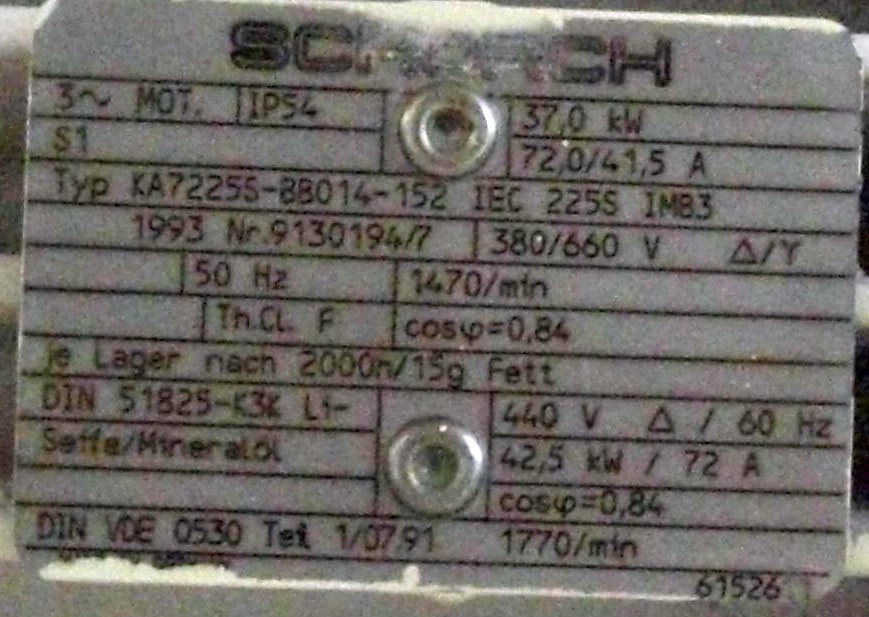 SCHORCH
3~ MOT. IP54 37,0 kW
S1 72,0/41,5 A
Typ KA7225S-BB014-152 IEC 225S IMB3
1993 Nr.9130194/7 380/660 V Δ/Y
50 Hz 1470/min
Th.Cl. F cosφ=0,84
je Lager nach 2000h/15g Fett
DIN 51825-K3K Li- 440 V Δ / 60 Hz
Seife/Mineralöl 42,5 kW / 72 A
cosφ=0,84
DIN VDE 0530 Teil 1/07.91 1770/min
61526